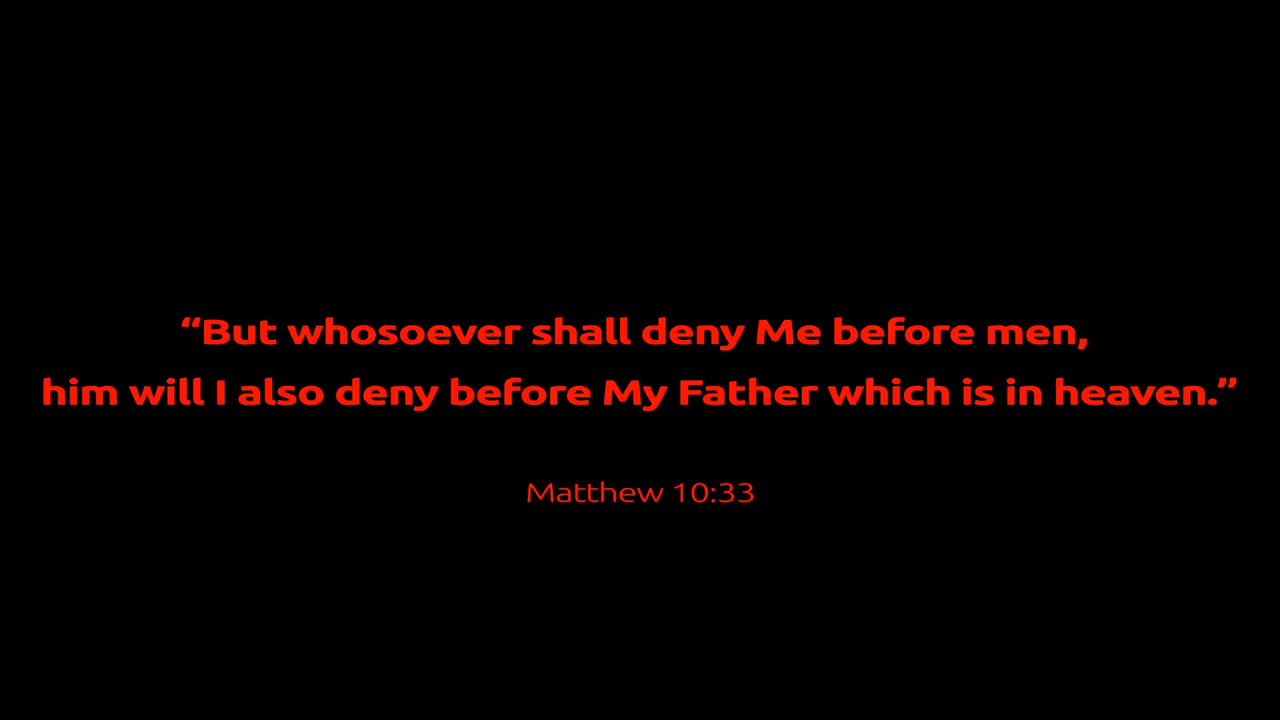 “But whosoever shall deny Me before men,
him will I also deny before My Father which is in heaven.”
Matthew 10:33